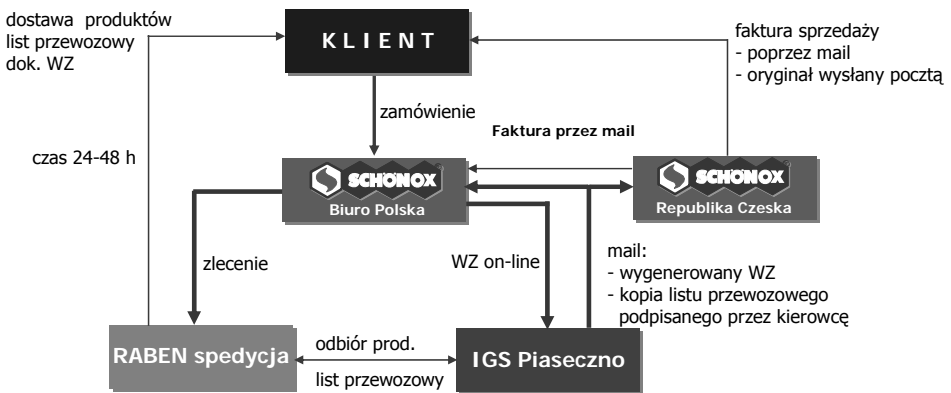 dostawa produktów
list przewozowy
dok. WZ
KLIENT
faktura sprzedaży
- poprzez mail
- oryginał wysłany pocztą
zamówienie
Faktura przez mail
czas 24-48 h
SCHÖNOX
Biuro Polska
SCHÖNOX
Republika Czeska
zlecenie
WZ on-line
mail:
- wygenerowany WZ
- kopia listu przewozowego
podpisanego przez kierowcę
RABEN spedycja
odbiór prod.
list przewozowy
IGS Piaseczno